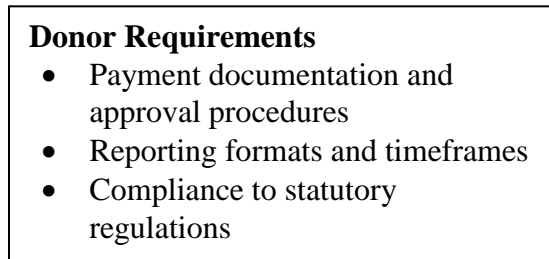 Donor Requirements
• Payment documentation and
approval procedures
• Reporting formats and timeframes
• Compliance to statutory
regulations